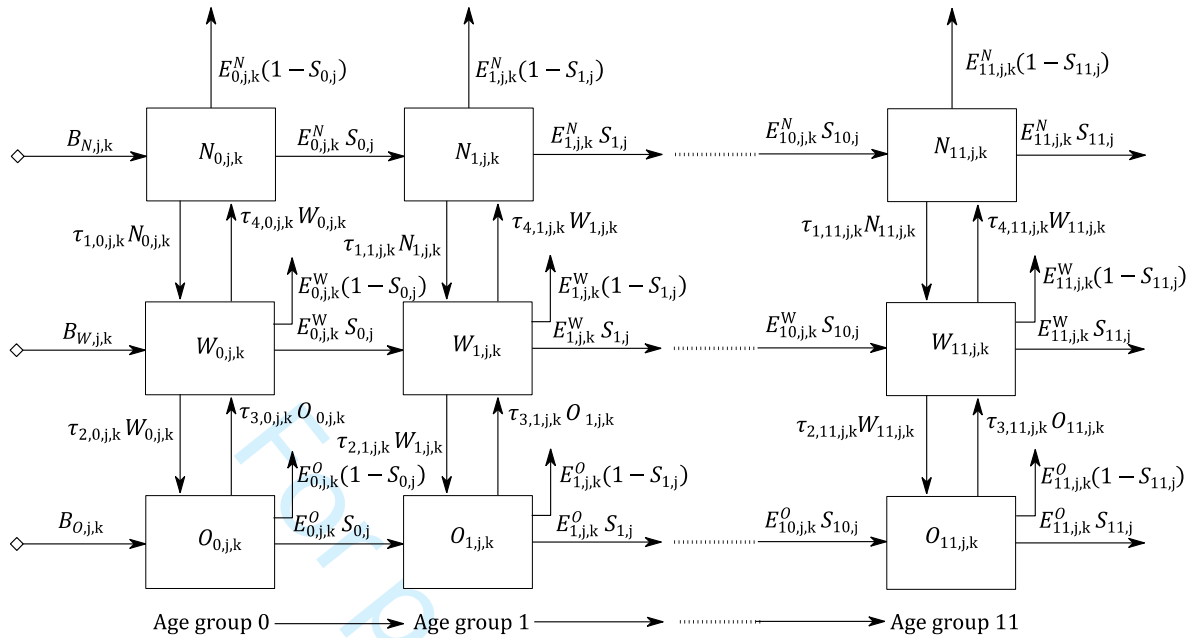 E^N_{0,j,k}(1 − S_{0,j}) E^N_{1,j,k}(1 − S_{1,j}) E^N_{11,j,k}(1 − S_{11,j})
B_{N,j,k} N_{0,j,k} E^N_{0,j,k} S_{0,j} N_{1,j,k} E^N_{1,j,k} S_{1,j} E^N_{10,j,k} S_{10,j} N_{11,j,k} E^N_{11,j,k} S_{11,j}
τ_{1,0,j,k} N_{0,j,k} τ_{4,0,j,k} W_{0,j,k} τ_{1,1,j,k} N_{1,j,k} τ_{4,1,j,k} W_{1,j,k} τ_{1,11,j,k} N_{11,j,k} τ_{4,11,j,k} W_{11,j,k}
E^W_{0,j,k}(1 − S_{0,j}) E^W_{1,j,k}(1 − S_{1,j}) E^W_{11,j,k}(1 − S_{11,j})
B_{W,j,k} W_{0,j,k} E^W_{0,j,k} S_{0,j} W_{1,j,k} E^W_{1,j,k} S_{1,j} E^W_{10,j,k} S_{10,j} W_{11,j,k} E^W_{11,j,k} S_{11,j}
τ_{2,0,j,k} W_{0,j,k} τ_{3,0,j,k} O_{0,j,k} τ_{2,1,j,k} W_{1,j,k} τ_{3,1,j,k} O_{1,j,k} τ_{2,11,j,k} W_{11,j,k} τ_{3,11,j,k} O_{11,j,k}
E^O_{0,j,k}(1 − S_{0,j}) E^O_{1,j,k}(1 − S_{1,j}) E^O_{11,j,k}(1 − S_{11,j})
B_{O,j,k} O_{0,j,k} E^O_{0,j,k} S_{0,j} O_{1,j,k} E^O_{1,j,k} S_{1,j} E^O_{10,j,k} S_{10,j} O_{11,j,k} E^O_{11,j,k} S_{11,j}
Age group 0 Age group 1 Age group 11
For p